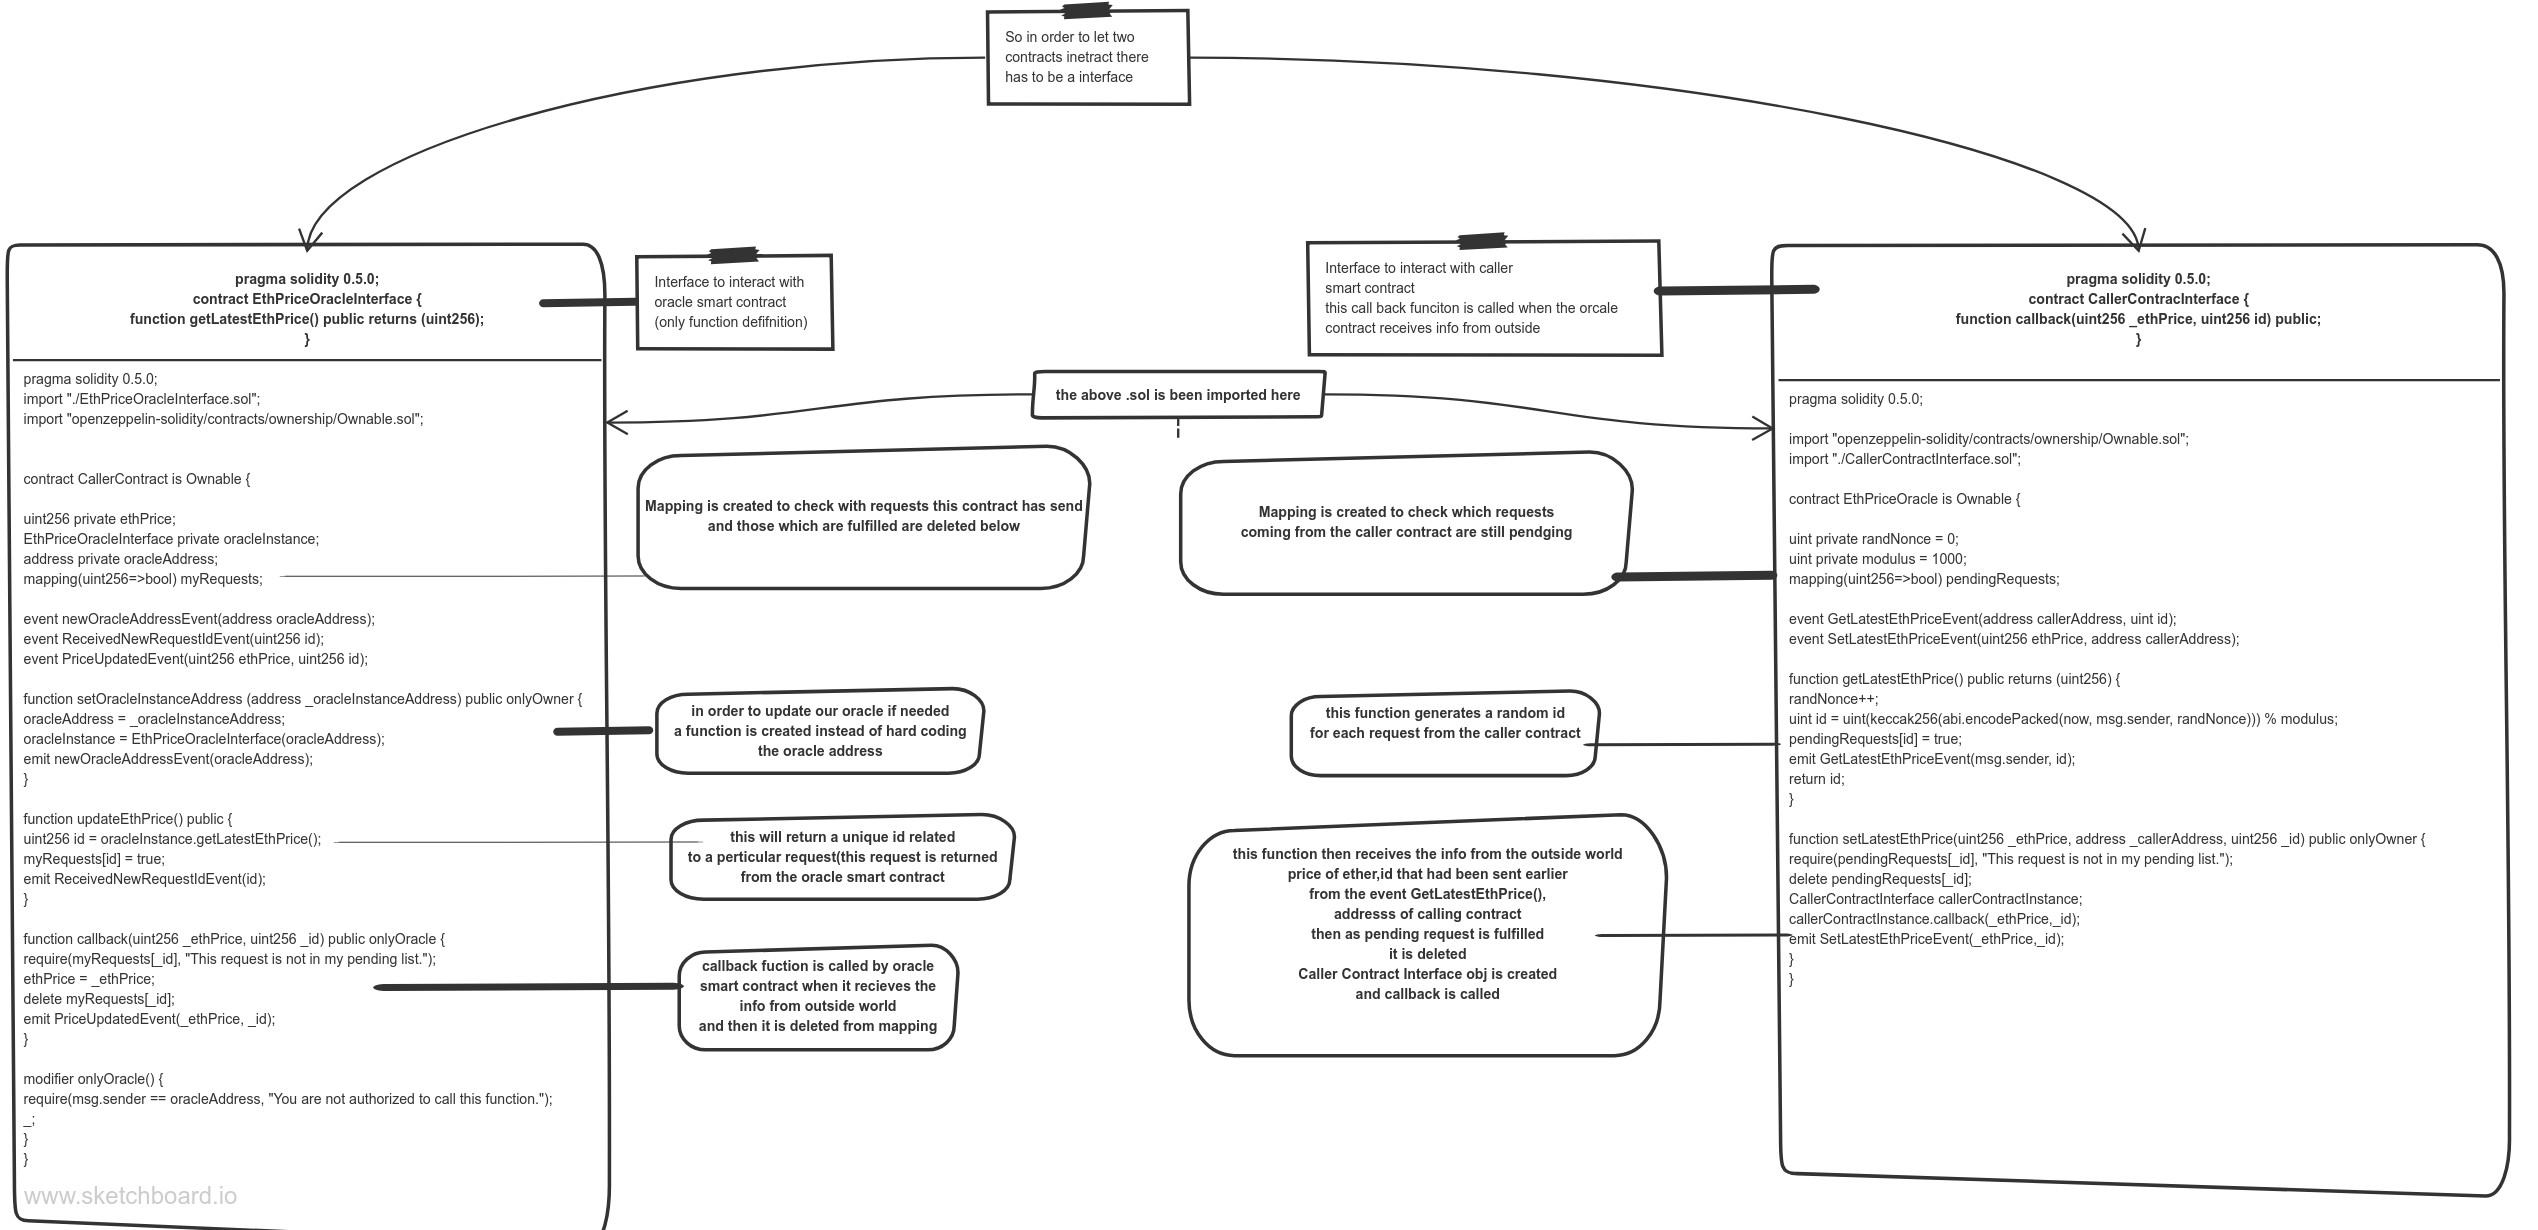 So in order to let two
contracts inetract there
has to be a interface
pragma solidity 0.5.0;
contract EthPriceOracleInterface {
function getLatestEthPrice() public returns (uint256);
}
Interface to interact with
oracle smart contract
(only function defifnition)
Interface to interact with caller
smart contract
this call back funciton is called when the orcale
contract receives info from outside
pragma solidity 0.5.0;
contract CallerContracInterface {
function callback(uint256 _ethPrice, uint256 id) public;
}
the above .sol is been imported here
pragma solidity 0.5.0;
import "./EthPriceOracleInterface.sol";
import "openzeppelin-solidity/contracts/ownership/Ownable.sol";
contract CallerContract is Ownable {
uint256 private ethPrice;
EthPriceOracleInterface private oracleInstance;
address private oracleAddress;
mapping(uint256=>bool) myRequests;
event newOracleAddressEvent(address oracleAddress);
event ReceivedNewRequestIdEvent(uint256 id);
event PriceUpdatedEvent(uint256 ethPrice, uint256 id);
function setOracleInstanceAddress (address _oracleInstanceAddress) public onlyOwner {
oracleAddress = _oracleInstanceAddress;
oracleInstance = EthPriceOracleInterface(oracleAddress);
emit newOracleAddressEvent(oracleAddress);
}
function updateEthPrice() public {
uint256 id = oracleInstance.getLatestEthPrice();
myRequests[id] = true;
emit ReceivedNewRequestIdEvent(id);
}
function callback(uint256 _ethPrice, uint256 _id) public onlyOracle {
require(myRequests[_id], "This request is not in my pending list.");
ethPrice = _ethPrice;
delete myRequests[_id];
emit PriceUpdatedEvent(_ethPrice, _id);
}
modifier onlyOracle() {
require(msg.sender == oracleAddress, "You are not authorized to call this function.");
_;
}
}
www.sketchboard.io
Mapping is created to check with requests this contract has send
and those which are fulfilled are deleted below
in order to update our oracle if needed
a function is created instead of hard coding
the oracle address
this will return a unique id related
to a perticular request(this request is returned
from the oracle smart contract
callback fuction is called by oracle
smart contract when it recieves the
info from outside world
and then it is deleted from mapping
Mapping is created to check which requests
coming from the caller contract are still pendging
this function generates a random id
for each request from the caller contract
this function then receives the info from the outside world
price of ether,id that had been sent earlier
from the event GetLatestEthPrice(),
addresss of calling contract
then as pending request is fulfilled
it is deleted
Caller Contract Interface obj is created
and callback is called
pragma solidity 0.5.0;
import "openzeppelin-solidity/contracts/ownership/Ownable.sol";
import "./CallerContractInterface.sol";
contract EthPriceOracle is Ownable {
uint private randNonce = 0;
uint private modulus = 1000;
mapping(uint256=>bool) pendingRequests;
event GetLatestEthPriceEvent(address callerAddress, uint id);
event SetLatestEthPriceEvent(uint256 ethPrice, address callerAddress);
function getLatestEthPrice() public returns (uint256) {
randNonce++;
uint id = uint(keccak256(abi.encodePacked(now, msg.sender, randNonce))) % modulus;
pendingRequests[id] = true;
emit GetLatestEthPriceEvent(msg.sender, id);
return id;
}
function setLatestEthPrice(uint256 _ethPrice, address _callerAddress, uint256 _id) public onlyOwner {
require(pendingRequests[_id], "This request is not in my pending list.");
delete pendingRequests[_id];
CallerContractInterface callerContractInstance;
callerContractInstance.callback(_ethPrice,_id);
emit SetLatestEthPriceEvent(_ethPrice,_id);
}
}